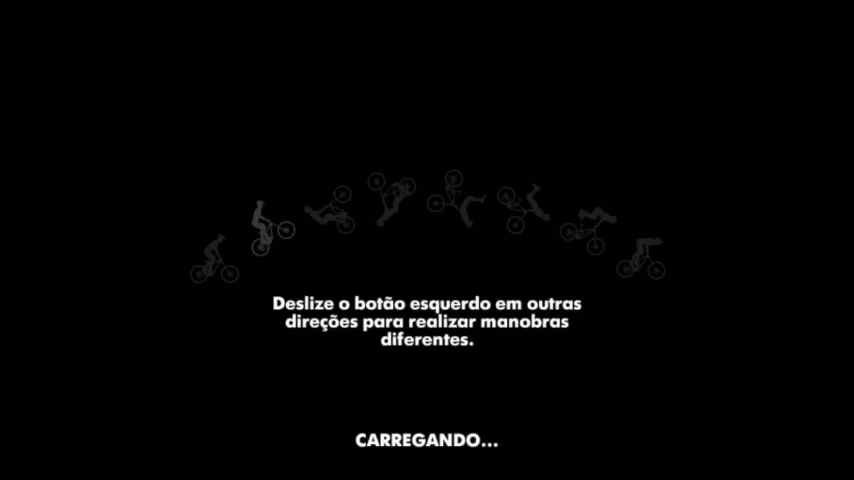 Deslize o botão esquerdo em outras
direções para realizar manobras
diferentes.
CARREGANDO...